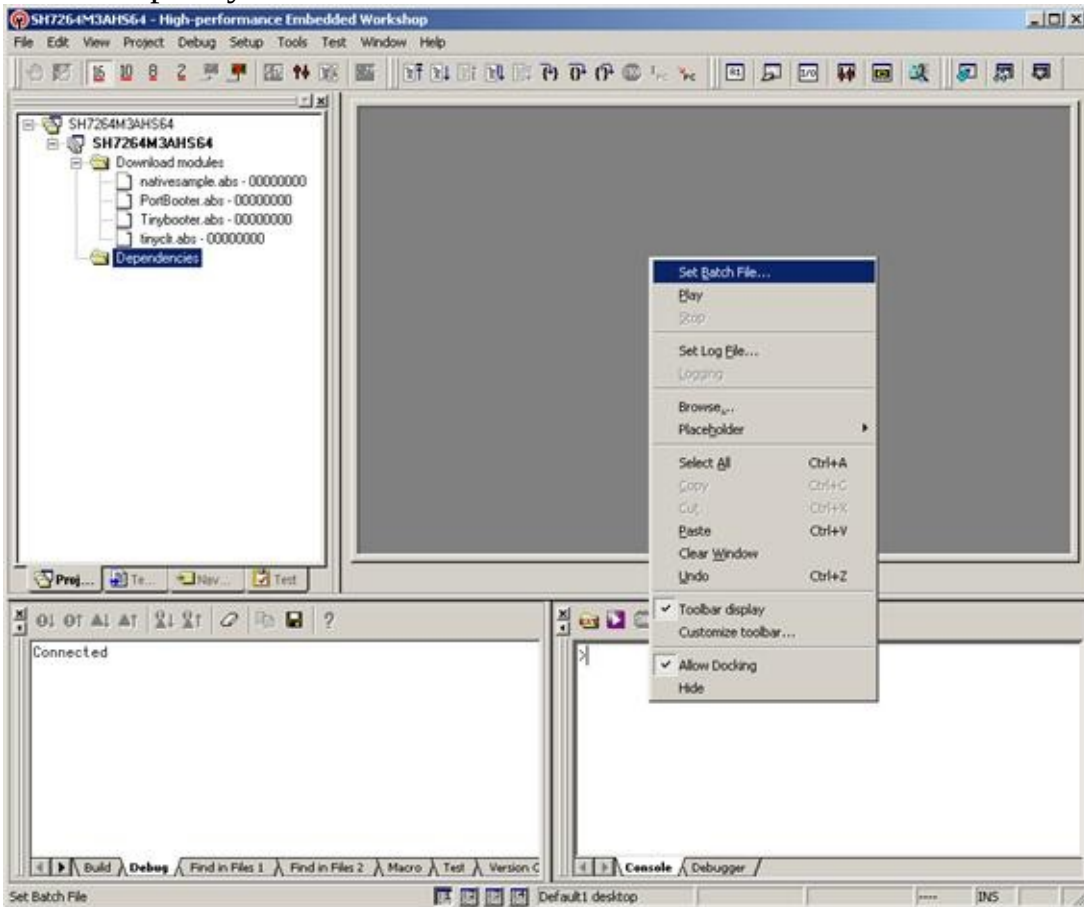 SH7264M3AHS64 - High-performance Embedded Workshop
File Edit View Project Debug Setup Tools Test Window Help
SH7264M3AHS64
SH7264M3AHS64
Download modules
nativesample.abs - 00000000
PortBooter.abs - 00000000
Tinybooter.abs - 00000000
tinyclr.abs - 00000000
Dependencies
Set Batch File...
Play
Stop
Set Log File...
Logging
Browse...
Placeholder
Select All Ctrl+A
Copy Ctrl+C
Cut Ctrl+X
Paste Ctrl+V
Clear Window
Undo Ctrl+Z
Toolbar display
Customize toolbar...
Allow Docking
Hide
Proj... Te... Nav... Test
Connected
>
Build Debug Find in Files 1 Find in Files 2 Macro Test Version C
Console Debugger
Set Batch File Default1 desktop ---- INS